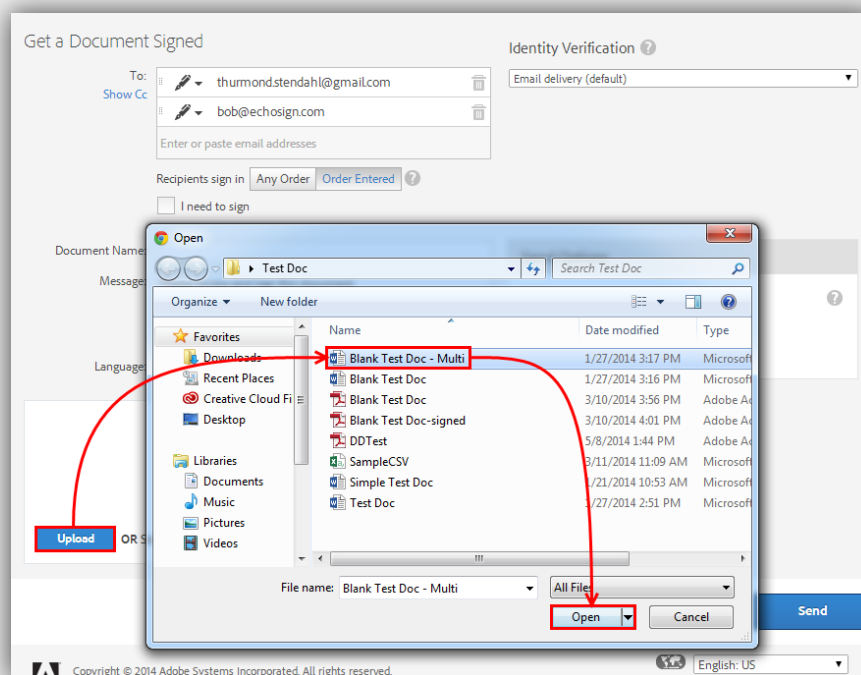 Get a Document Signed
Identity Verification ?
To:
Show Cc
thurmond.stendahl@gmail.com
bob@echosign.com
Enter or paste email addresses
Email delivery (default)
Recipients sign in Any Order Order Entered ?
I need to sign
Document Name:
Message:
Language:
Open
Test Doc
Search Test Doc
Organize New folder
Favorites
Downloads
Recent Places
Creative Cloud Fi
Desktop
Libraries
Documents
Music
Pictures
Videos
Name Date modified Type
Blank Test Doc - Multi 1/27/2014 3:17 PM Microsoft
Blank Test Doc 1/27/2014 3:16 PM Microsoft
Blank Test Doc 3/10/2014 3:56 PM Adobe Ac
Blank Test Doc-signed 3/10/2014 4:01 PM Adobe Ac
DDTest 5/8/2014 1:44 PM Adobe Ac
SampleCSV 3/11/2014 11:09 AM Microsoft
Simple Test Doc 1/21/2014 10:53 AM Microsoft
Test Doc 1/27/2014 2:51 PM Microsoft
Upload OR S
File name: Blank Test Doc - Multi All Files
Open Cancel
Send
Copyright © 2014 Adobe Systems Incorporated. All rights reserved.
English: US